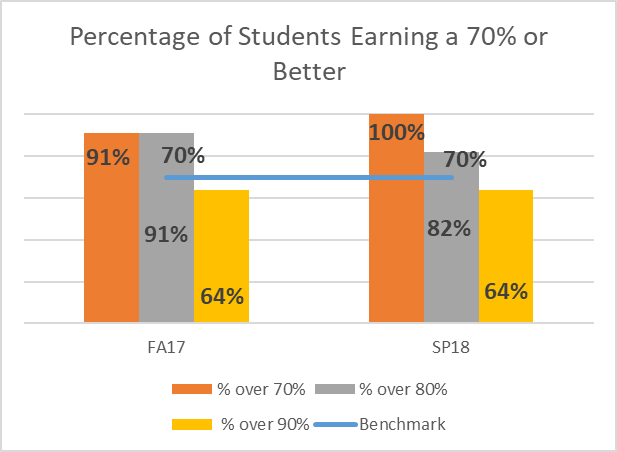 Percentage of Students Earning a 70% or
Better
91%
70%
91%
64%
100%
70%
82%
64%
FA17
SP18
% over 70%
% over 80%
% over 90%
Benchmark